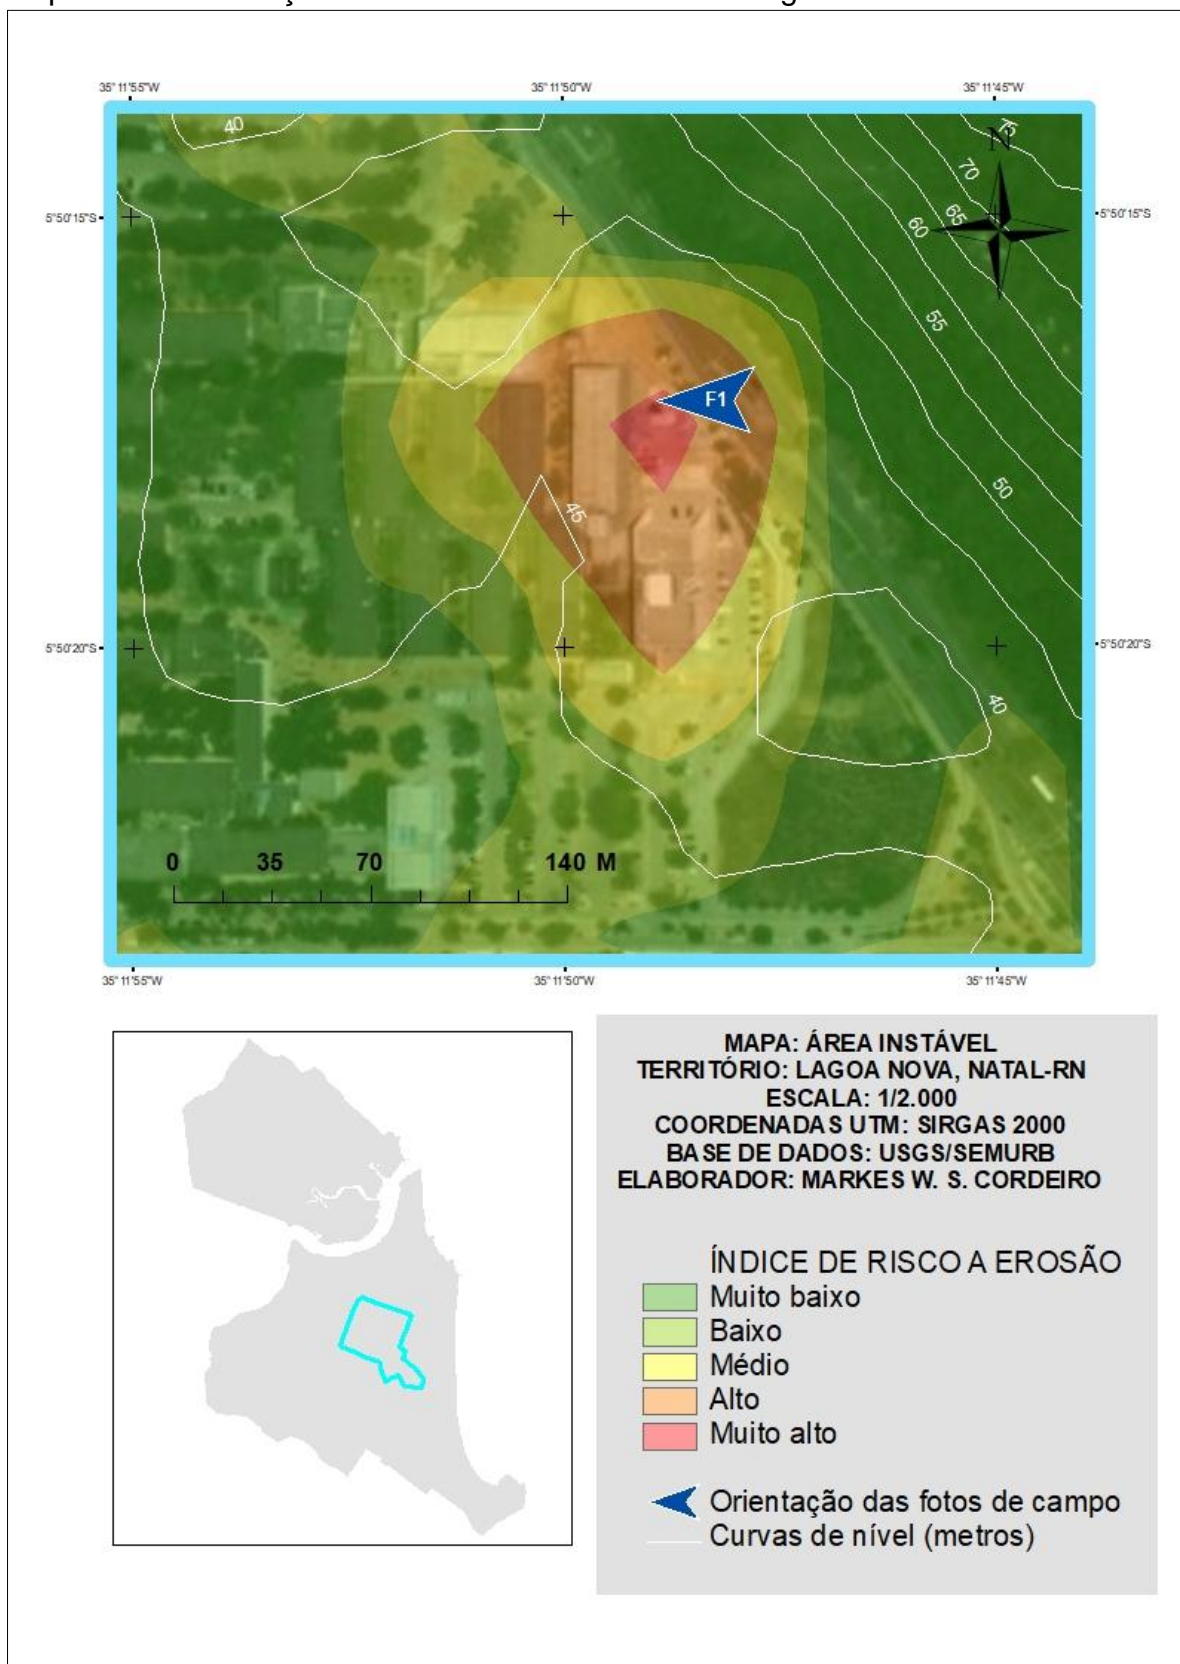 35°11'55"W 35°11'50"W 35°11'45"W
40
75
N
70
5°50'15"S 5°50'15"S
65
60
55
F1
50
45
5°50'20"S 5°50'20"S
40
0 35 70 140 M
35°11'55"W 35°11'50"W 35°11'45"W
MAPA: ÁREA INSTÁVEL
TERRITÓRIO: LAGOA NOVA, NATAL-RN
ESCALA: 1/2.000
COORDENADAS UTM: SIRGAS 2000
BASE DE DADOS: USGS/SEMURB
ELABORADOR: MARKES W. S. CORDEIRO
ÍNDICE DE RISCO A EROSÃO
Muito baixo
Baixo
Médio
Alto
Muito alto
Orientação das fotos de campo
Curvas de nível (metros)